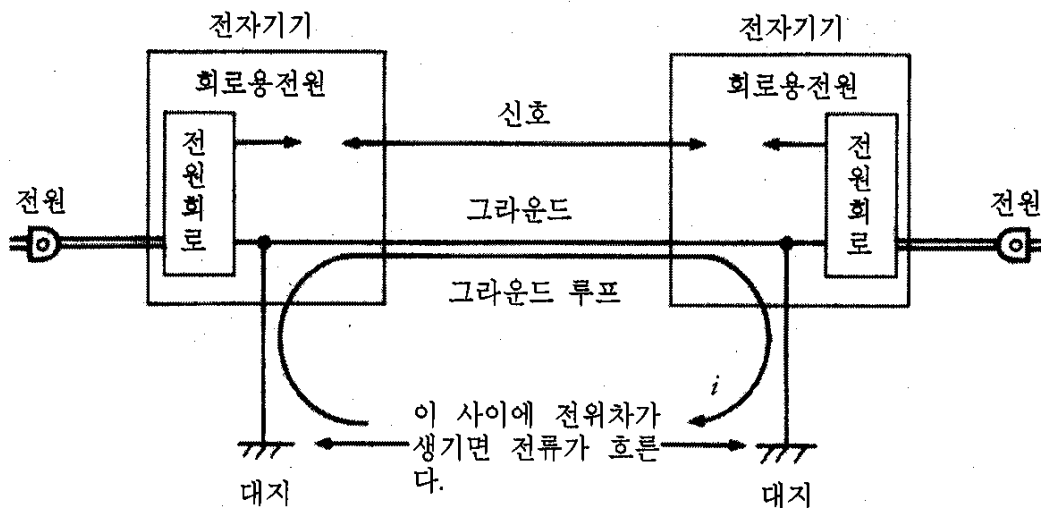 전자기기
전자기기
회로용전원
회로용전원
신호
전원회로
전원회로
전원
전원
그라운드
그라운드 루프
i
이 사이에 전위차가
생기면 전류가 흐른
다.
대지
대지